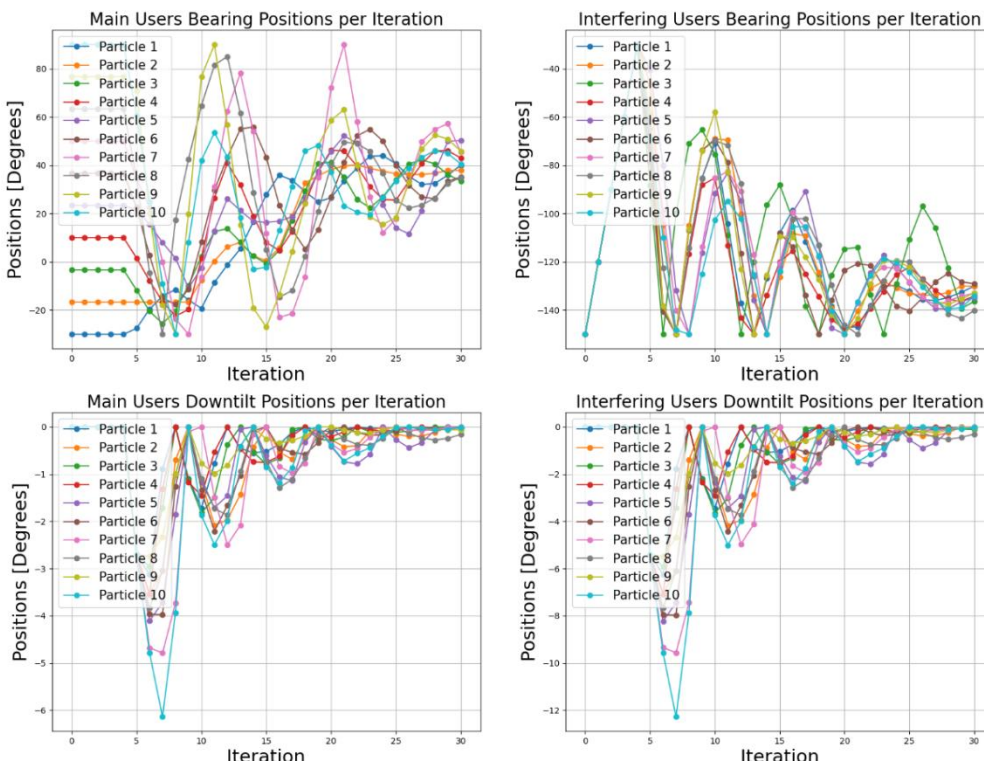 Main Users Bearing Positions per Iteration
Positions [Degrees]
80
60
40
20
0
−20
Particle 1
Particle 2
Particle 3
Particle 4
Particle 5
Particle 6
Particle 7
Particle 8
Particle 9
Particle 10
0 5 10 15 20 25 30
Iteration
Interfering Users Bearing Positions per Iteration
Positions [Degrees]
−40
−60
−80
−100
−120
−140
Particle 1
Particle 2
Particle 3
Particle 4
Particle 5
Particle 6
Particle 7
Particle 8
Particle 9
Particle 10
0 5 10 15 20 25 30
Iteration
Main Users Downtilt Positions per Iteration
Positions [Degrees]
0
−1
−2
−3
−4
−5
−6
Particle 1
Particle 2
Particle 3
Particle 4
Particle 5
Particle 6
Particle 7
Particle 8
Particle 9
Particle 10
0 5 10 15 20 25 30
Iteration
Interfering Users Downtilt Positions per Iteration
Positions [Degrees]
0
−2
−4
−6
−8
−10
−12
Particle 1
Particle 2
Particle 3
Particle 4
Particle 5
Particle 6
Particle 7
Particle 8
Particle 9
Particle 10
0 5 10 15 20 25 30
Iteration